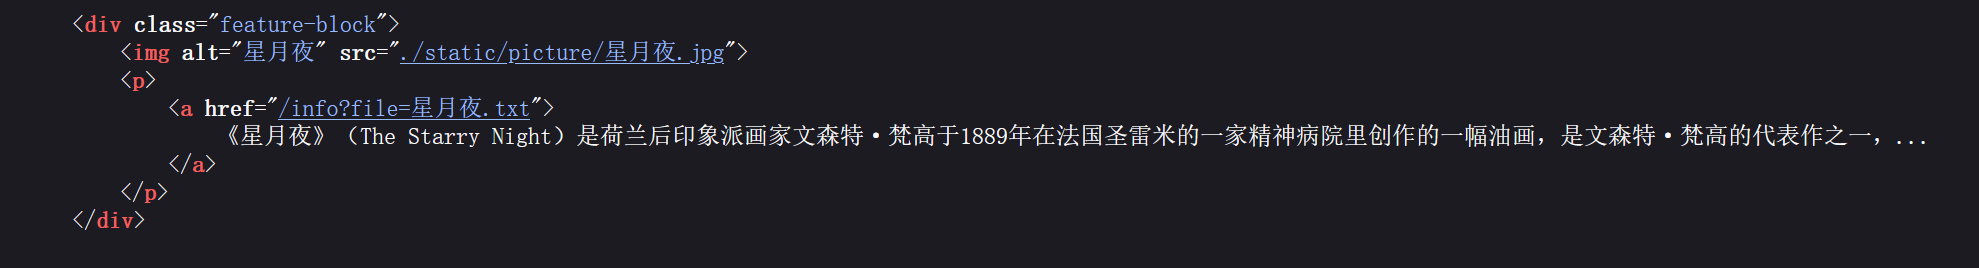 <div class="feature-block">
<img alt="星月夜" src="./static/picture/星月夜.jpg">
<p>
<a href="/info?file=星月夜.txt">
《星月夜》（The Starry Night）是荷兰后印象派画家文森特·梵高于1889年在法国圣雷米的一家精神病院里创作的一幅油画，是文森特·梵高的代表作之一，...
</a>
</p>
</div>